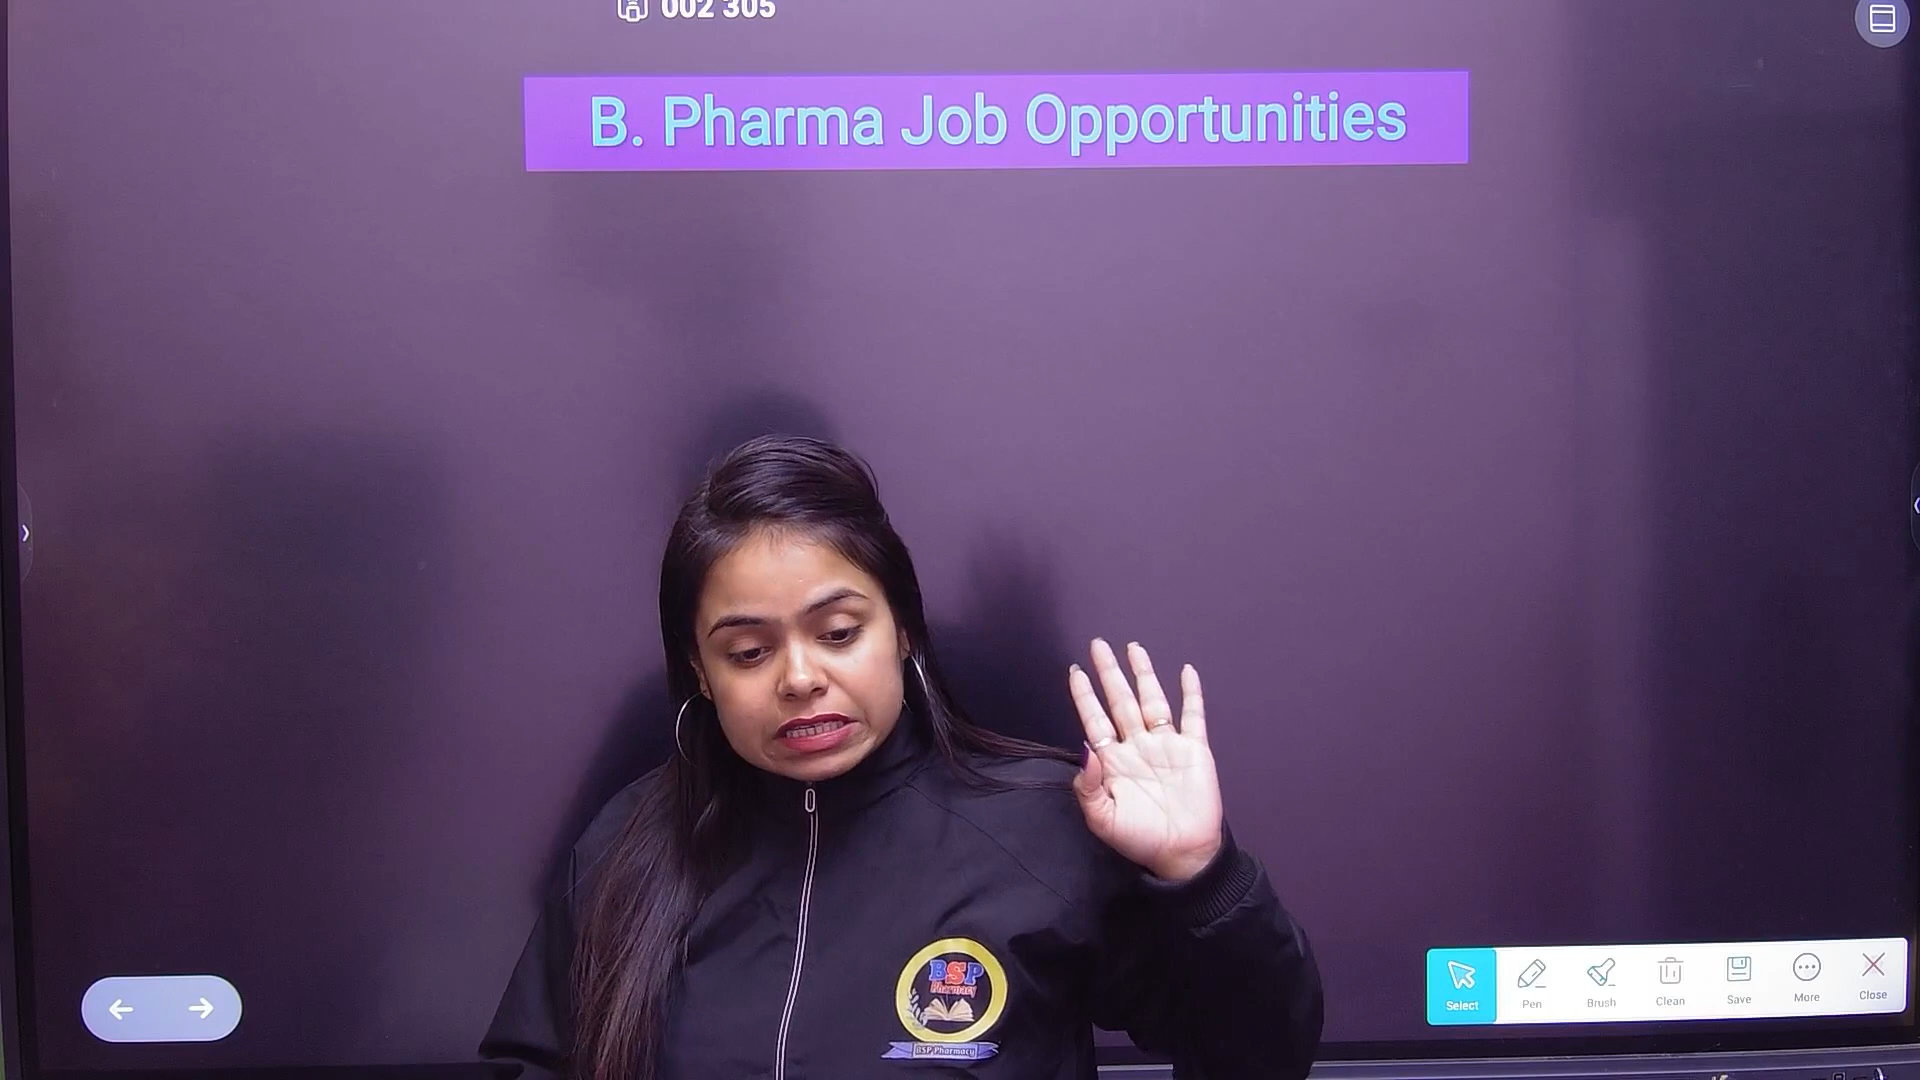 002 305
B. Pharma Job Opportunities
BSP
Pharmacy
BSP Pharmacy
Select
Pen
Brush
Clean
Save
More
Close